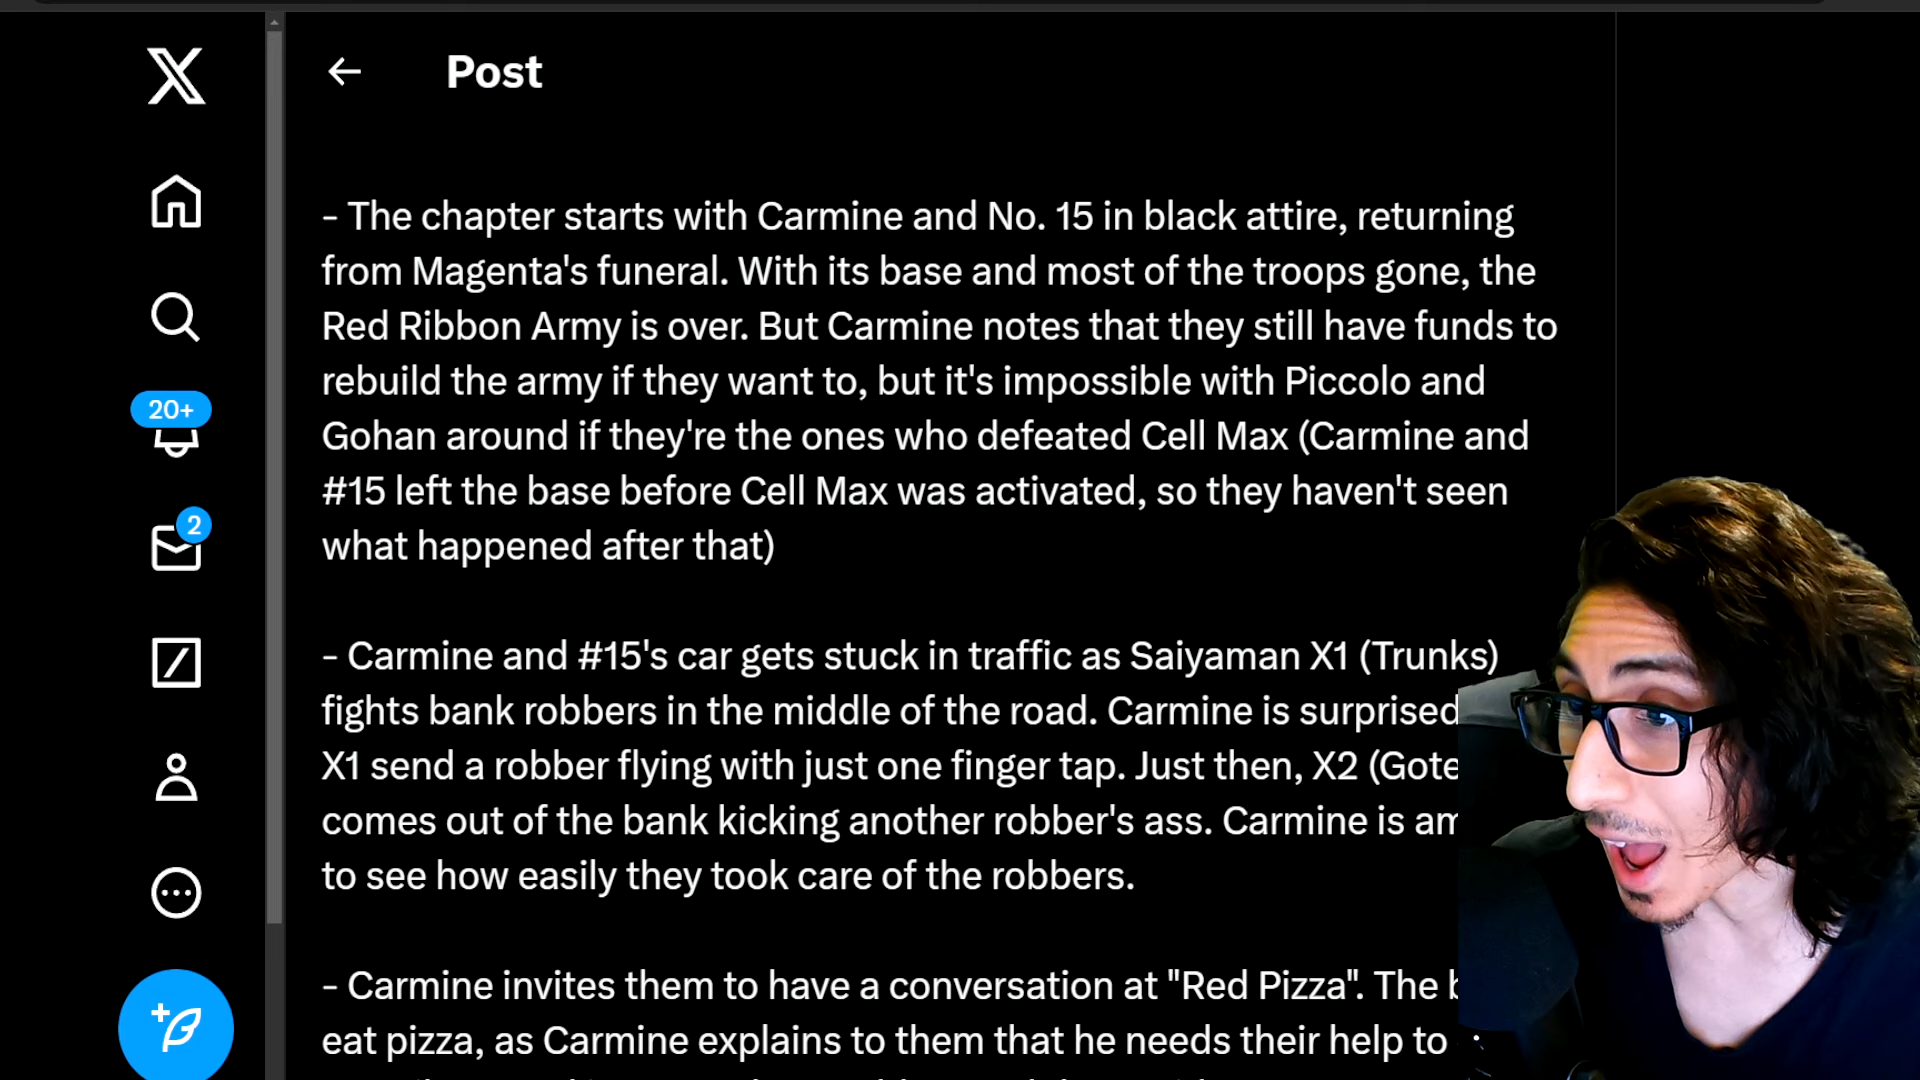 Post
- The chapter starts with Carmine and No. 15 in black attire, returning
from Magenta's funeral. With its base and most of the troops gone, the
Red Ribbon Army is over. But Carmine notes that they still have funds to
rebuild the army if they want to, but it's impossible with Piccolo and
Gohan around if they're the ones who defeated Cell Max (Carmine and
#15 left the base before Cell Max was activated, so they haven't seen
what happened after that)
- Carmine and #15's car gets stuck in traffic as Saiyaman X1 (Trunks)
fights bank robbers in the middle of the road. Carmine is surprised
X1 send a robber flying with just one finger tap. Just then, X2 (Gote
comes out of the bank kicking another robber's ass. Carmine is am
to see how easily they took care of the robbers.
- Carmine invites them to have a conversation at "Red Pizza". The
eat pizza, as Carmine explains to them that he needs their help to
20+
2